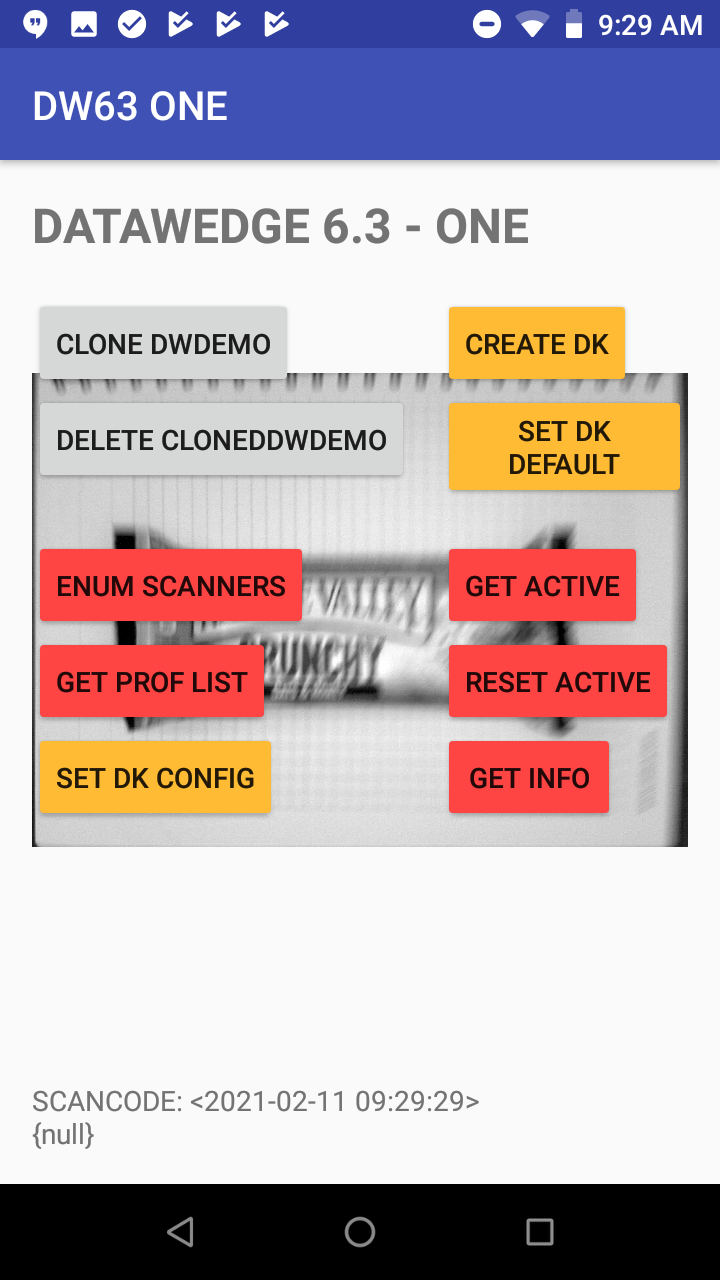 9:29 AM
DW63 ONE
DATAWEDGE 6.3 - ONE
CLONE DWDEMO
CREATE DK
DELETE CLONEDDWDEMO
SET DK
DEFAULT
ENUM SCANNERS
VALLEY
GET ACTIVE
GET PROF LIST
RESET ACTIVE
SET DK CONFIG
GET INFO
SCANCODE: <2021-02-11 09:29:29>
{null}